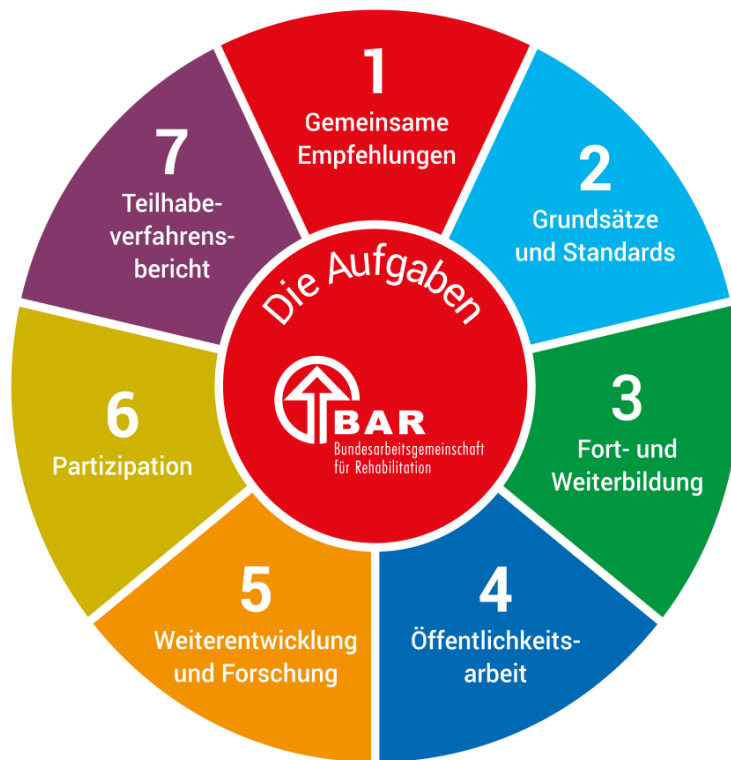 Die Aufgaben
BAR
Bundesarbeitsgemeinschaft
für Rehabilitation
1
Gemeinsame
Empfehlungen
2
Grundsätze
und Standards
3
Fort- und
Weiterbildung
4
Öffentlichkeits-
arbeit
5
Weiterentwicklung
und Forschung
6
Partizipation
7
Teilhabe-
verfahrens-
bericht